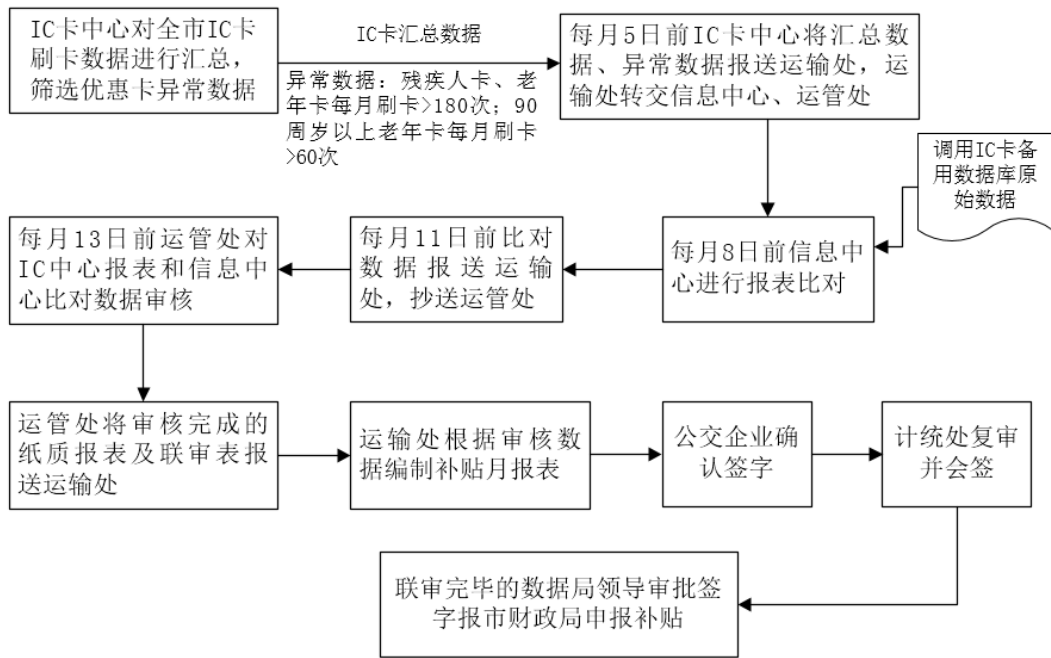 IC卡中心对全市IC卡
刷卡数据进行汇总，
筛选优惠卡异常数据
IC卡汇总数据
异常数据：残疾人卡、老
年卡每月刷卡>180次；90
周岁以上老年卡每月刷卡
>60次
每月5日前IC卡中心将汇总数
据、异常数据报送运输处，运
输处转交信息中心、运管处
调用IC卡备
用数据库原
始数据
每月8日前信息中
心进行报表比对
每月11日前比对
数据报送运输
处，抄送运管处
每月13日前运管处对
IC中心报表和信息中
心比对数据审核
运管处将审核完成的
纸质报表及联审表报
送运输处
运输处根据审核数
据编制补贴月报表
公交企业确
认签字
计统处复审
并会签
联审完毕的数据局领导审批签
字报市财政局申报补贴